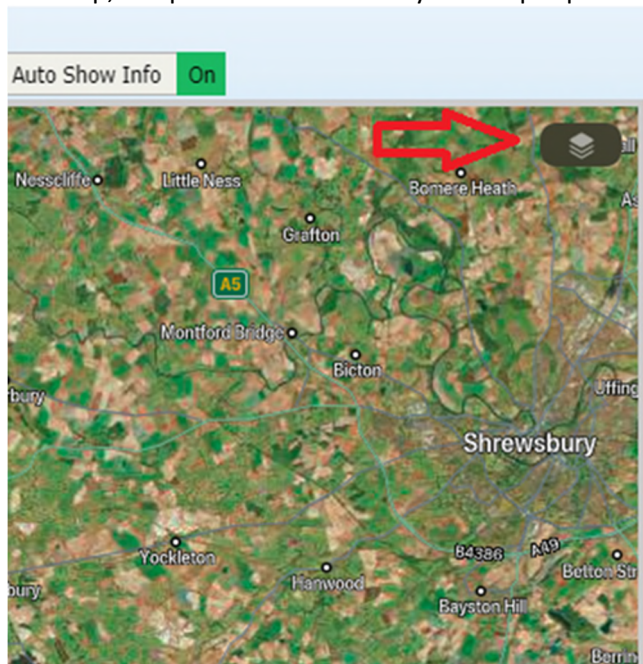 Auto Show Info On
Nesscliffe
Little Ness
Bomere Heath
Grafton
A5
Montford Bridge
Bicton
Shrewsbury
Yockleton
B4386
A49
Hanwood
Bayston Hill